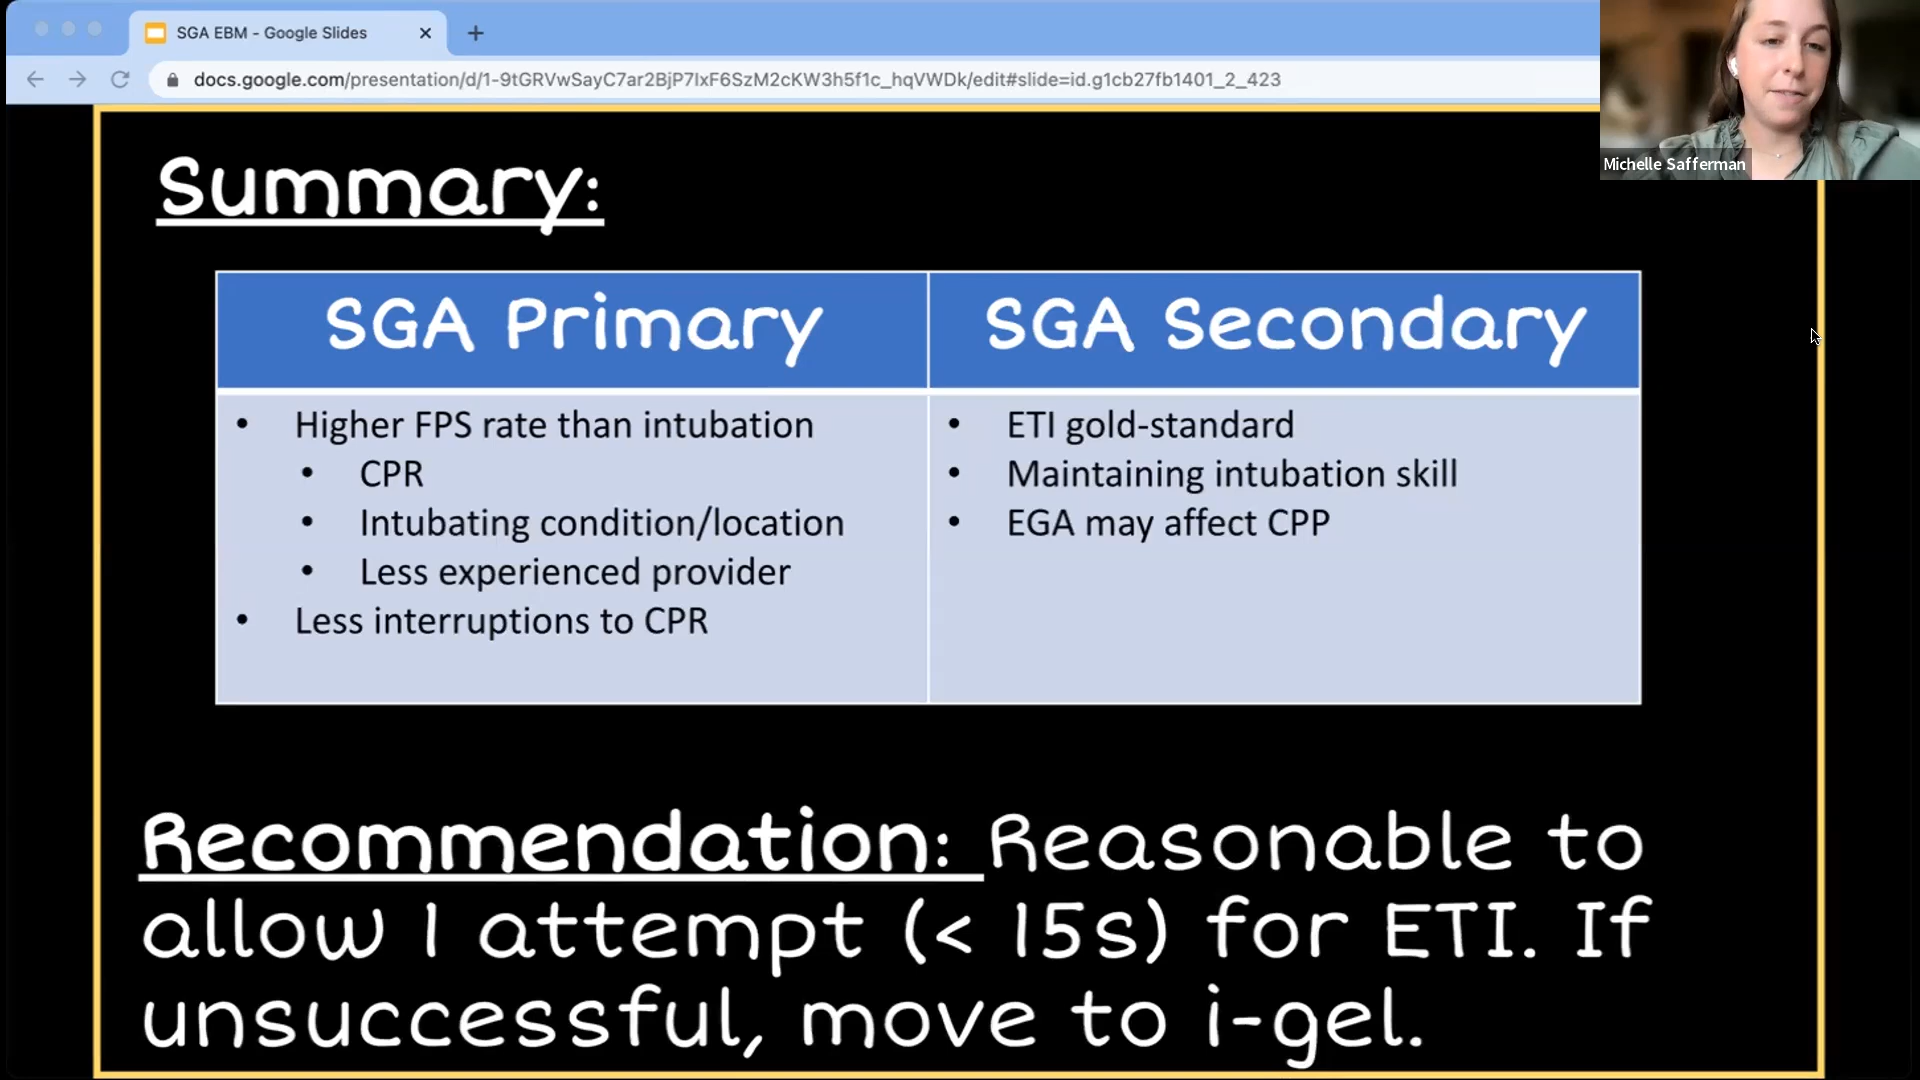 SGA EBM - Google Slides
docs.google.com/presentation/d/1-9tGRVwSayC7ar2BjP7IxF6SzM2cKW3h5f1c_hqVWDk/edit#slide=id.g1cb27fb1401_2_423
Michelle Safferman
Summary:
SGA Primary
• Higher FPS rate than intubation
• CPR
• Intubating condition/location
• Less experienced provider
• Less interruptions to CPR
SGA Secondary
• ETI gold-standard
• Maintaining intubation skill
• EGA may affect CPP
Recommendation: Reasonable to
allow 1 attempt (< 15s) for ETI. If
unsuccessful, move to i-gel.